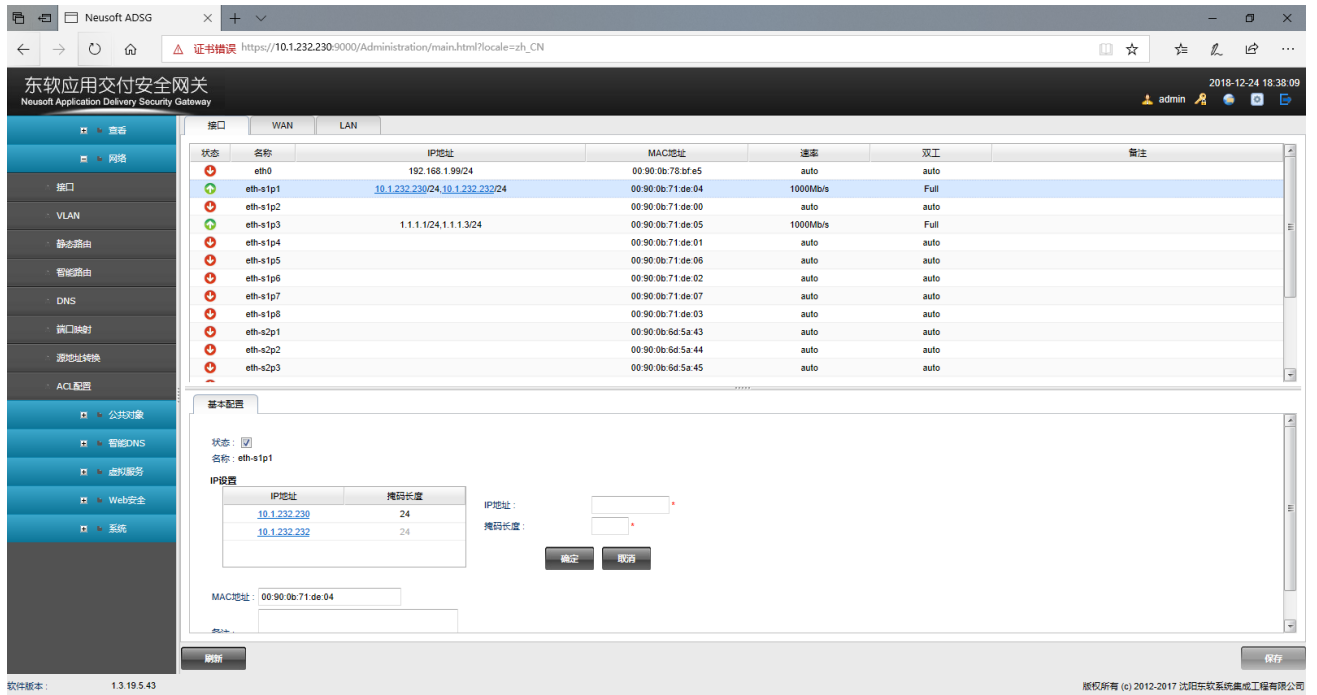 Neusoft ADSG
证书错误 https://10.1.232.230:9000/Administration/main.html?locale=zh_CN
东软应用交付安全网关
Neusoft Application Delivery Security Gateway
2018-12-24 18:38:09
admin
查看
网络
接口
VLAN
静态路由
智能路由
DNS
端口映射
源地址转换
ACL配置
公共对象
智能DNS
虚拟服务
Web安全
系统
接口 WAN LAN
状态 名称 IP地址 MAC地址 速率 双工 备注
eth0 192.168.1.99/24 00:90:0b:78:bf:e5 auto auto
eth-s1p1 10.1.232.230/24,10.1.232.232/24 00:90:0b:71:de:04 1000Mb/s Full
eth-s1p2 00:90:0b:71:de:00 auto auto
eth-s1p3 1.1.1.1/24,1.1.1.3/24 00:90:0b:71:de:05 1000Mb/s Full
eth-s1p4 00:90:0b:71:de:01 auto auto
eth-s1p5 00:90:0b:71:de:06 auto auto
eth-s1p6 00:90:0b:71:de:02 auto auto
eth-s1p7 00:90:0b:71:de:07 auto auto
eth-s1p8 00:90:0b:71:de:03 auto auto
eth-s2p1 00:90:0b:6d:5a:43 auto auto
eth-s2p2 00:90:0b:6d:5a:44 auto auto
eth-s2p3 00:90:0b:6d:5a:45 auto auto
基本配置
状态 :
名称 : eth-s1p1
IP设置
IP地址 掩码长度
10.1.232.230 24
10.1.232.232 24
IP地址 : *
掩码长度 : *
确定 取消
MAC地址 : 00:90:0b:71:de:04
备注 :
刷新 保存
软件版本 : 1.3.19.5.43
版权所有 (c) 2012-2017 沈阳东软系统集成工程有限公司